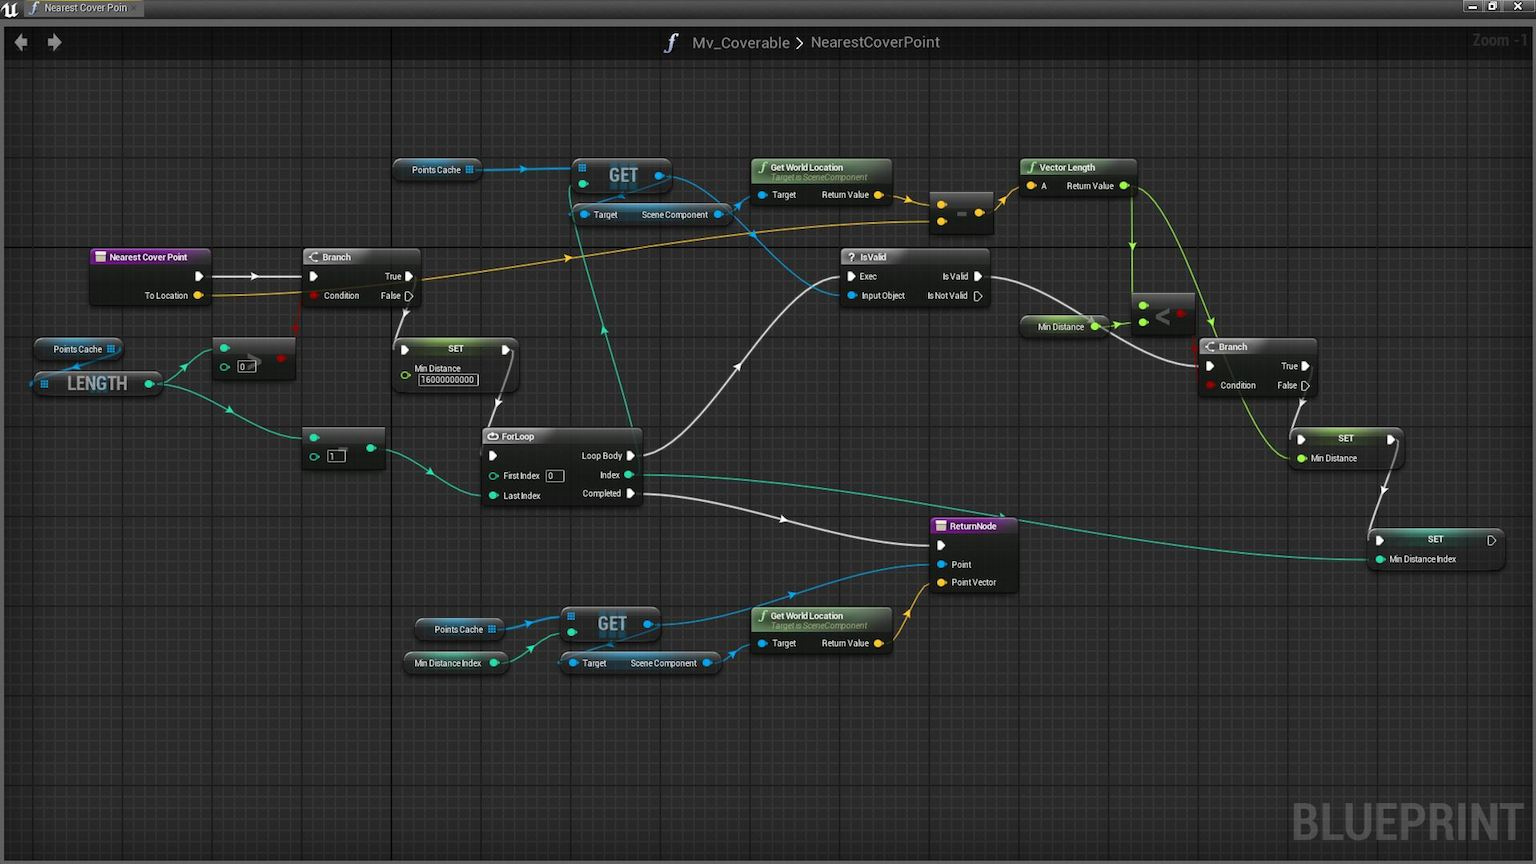 Nearest Cover Poin
Mv_Coverable > NearestCoverPoint
Zoom -1
Points Cache
GET
Target Scene Component
Get World Location
Target is SceneComponent
Target Return Value
-
Vector Length
A Return Value
Nearest Cover Point
To Location
Branch
True
Condition False
? IsValid
Exec Is Valid
Input Object Is Not Valid
Min Distance
<
Points Cache
LENGTH
>
0
SET
Min Distance
16000000000
Branch
True
Condition False
-
1
ForLoop
Loop Body
First Index 0 Index
Last Index Completed
SET
Min Distance
SET
Min Distance Index
ReturnNode
Point
Point Vector
Points Cache
GET
Min Distance Index
Target Scene Component
Get World Location
Target is SceneComponent
Target Return Value
BLUEPRINT